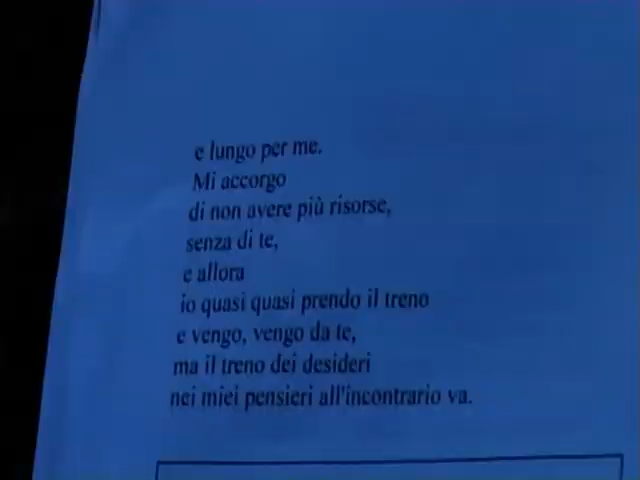 e lungo per me.
Mi accorgo
di non avere più risorse,
senza di te,
e allora
io quasi quasi prendo il treno
e vengo, vengo da te,
ma il treno dei desideri
nei miei pensieri all'incontrario va.